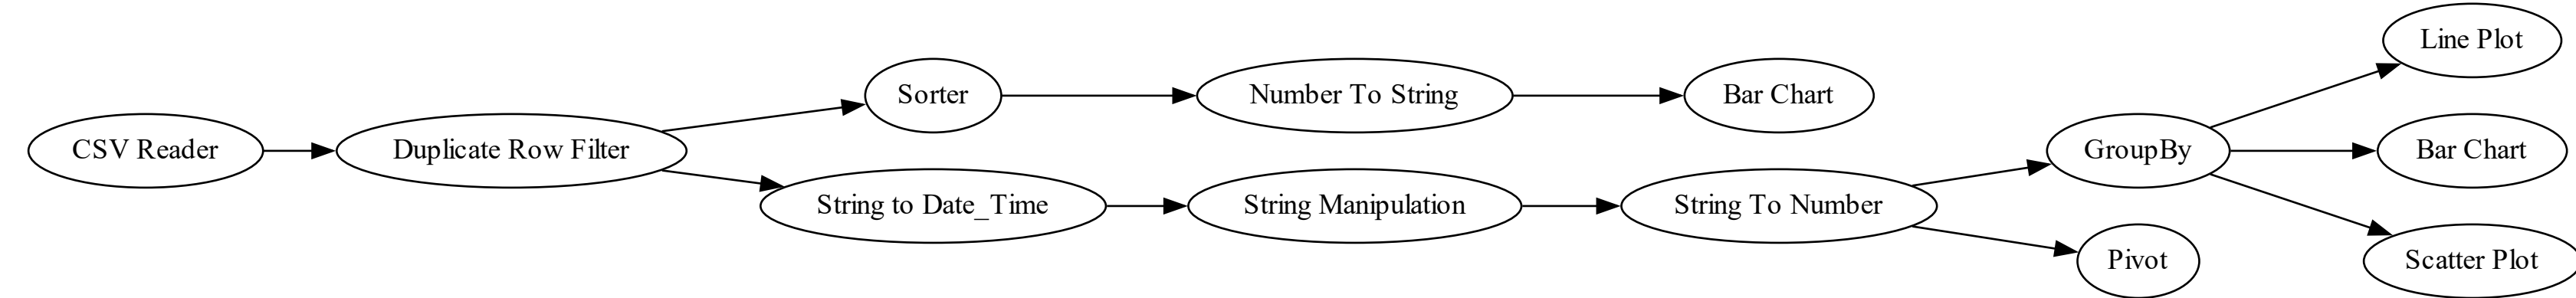 Line Plot
Sorter
Number To String
Bar Chart
CSV Reader
Duplicate Row Filter
GroupBy
Bar Chart
String to Date_Time
String Manipulation
String To Number
Pivot
Scatter Plot